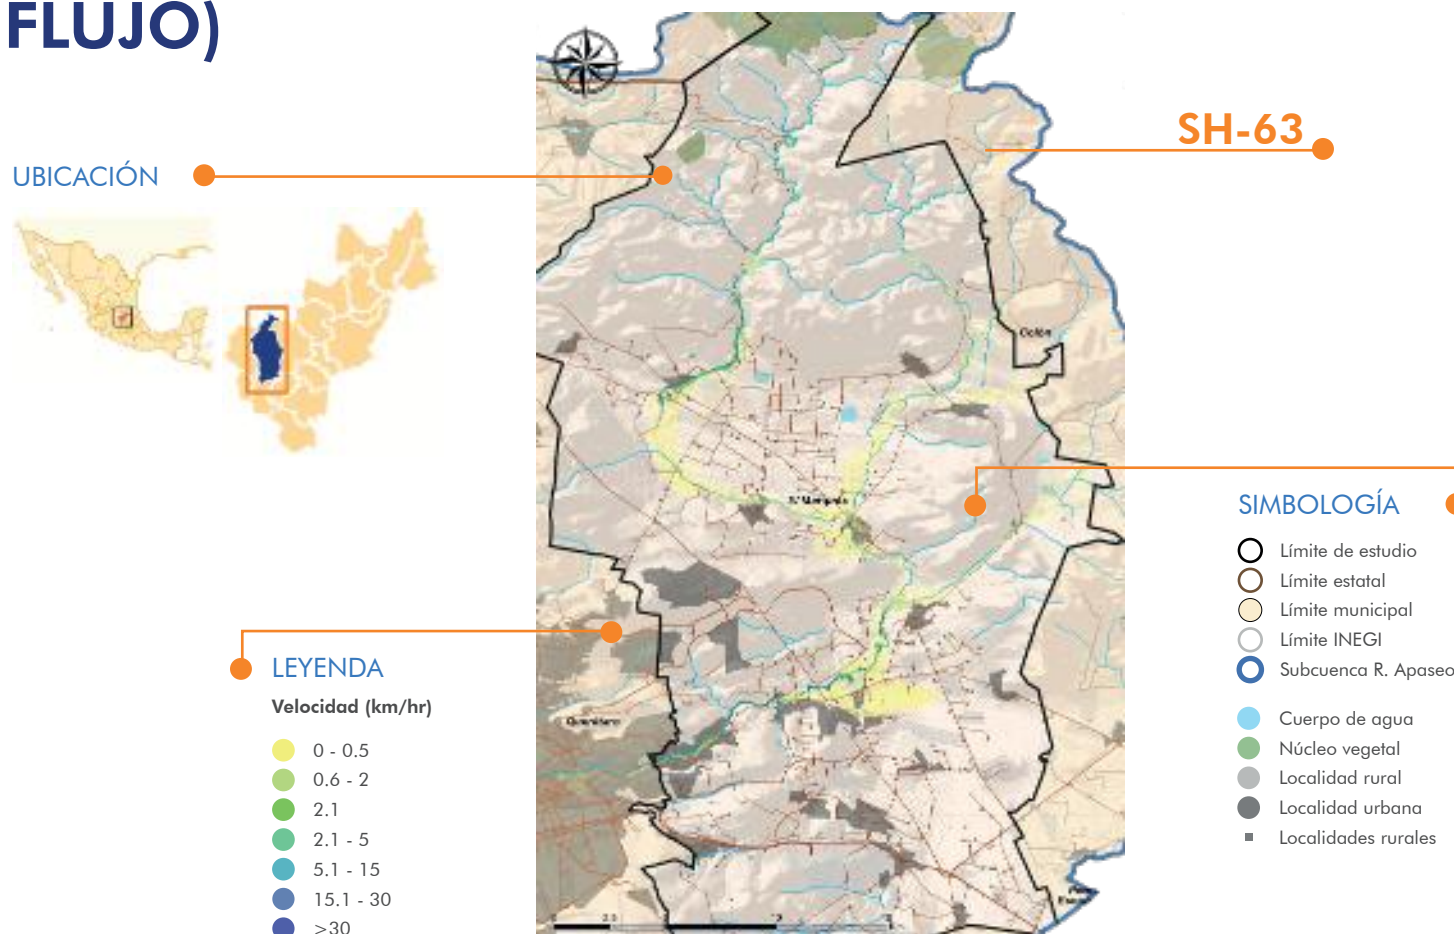 FLUJO)
SH-63
UBICACIÓN
Colón
SIMBOLOGÍA
Límite de estudio
Límite estatal
Límite municipal
Límite INEGI
Subcuenca R. Apaseo
Cuerpo de agua
Núcleo vegetal
Localidad rural
Localidad urbana
Localidades rurales
LEYENDA
Velocidad (km/hr)
0 - 0.5
0.6 - 2
2.1
2.1 - 5
5.1 - 15
15.1 - 30
>30
Querétaro
2.5